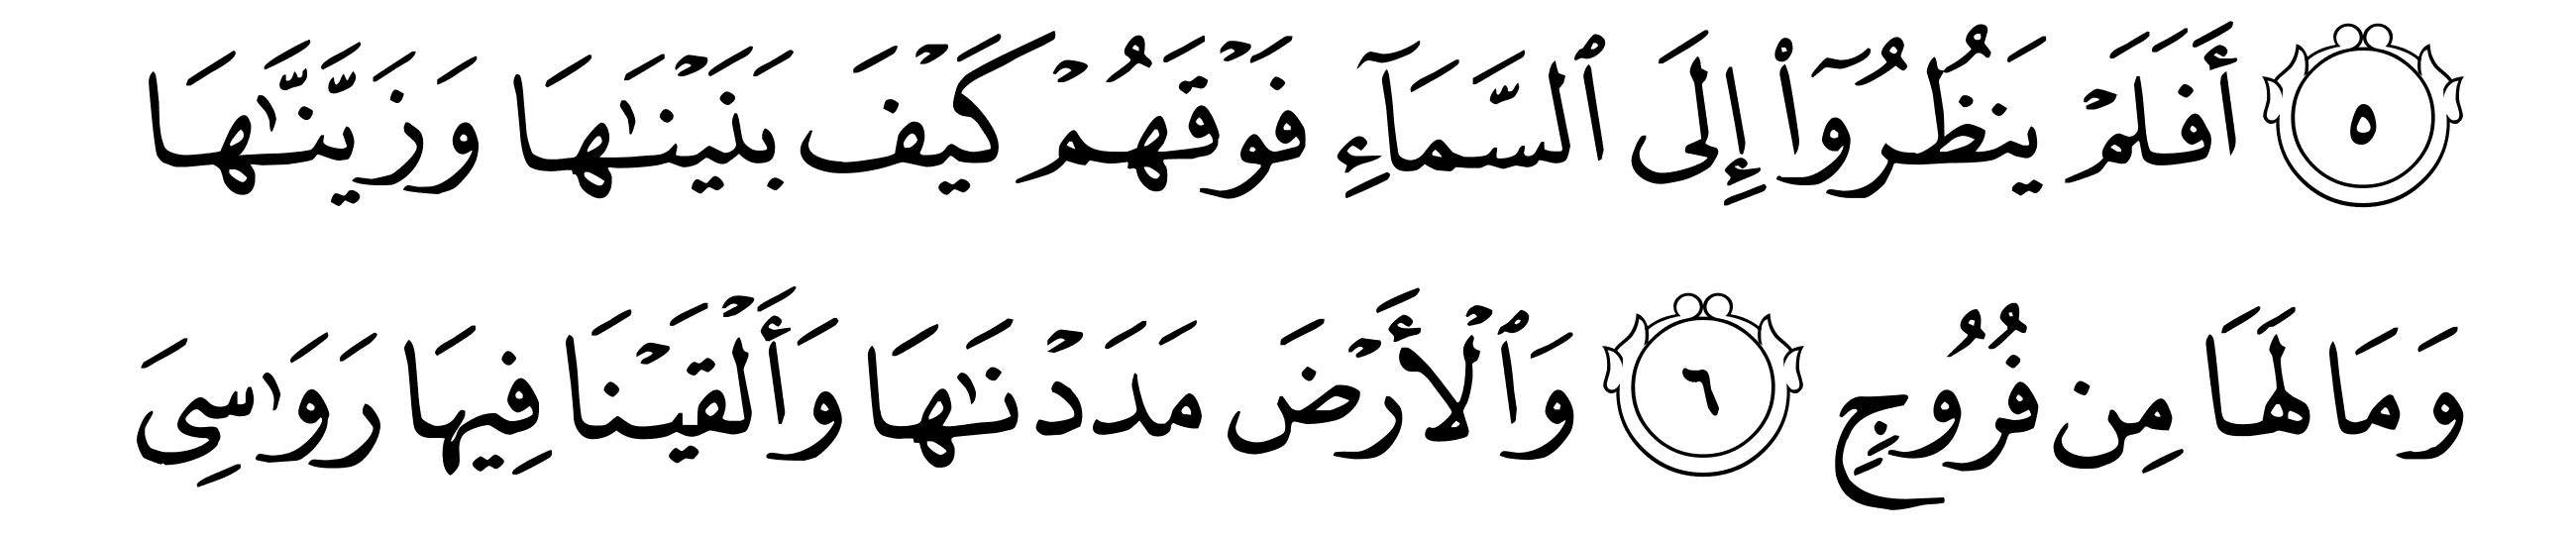 ٥ أَفَلَمۡ يَنظُرُوٓاْ إِلَى ٱلسَّمَآءِ فَوۡقَهُمۡ كَيۡفَ بَنَيۡنَٰهَا وَزَيَّنَّٰهَا
وَمَا لَهَا مِن فُرُوجٖ ٦ وَٱلۡأَرۡضَ مَدَدۡنَٰهَا وَأَلۡقَيۡنَا فِيهَا رَوَٰسِيَ